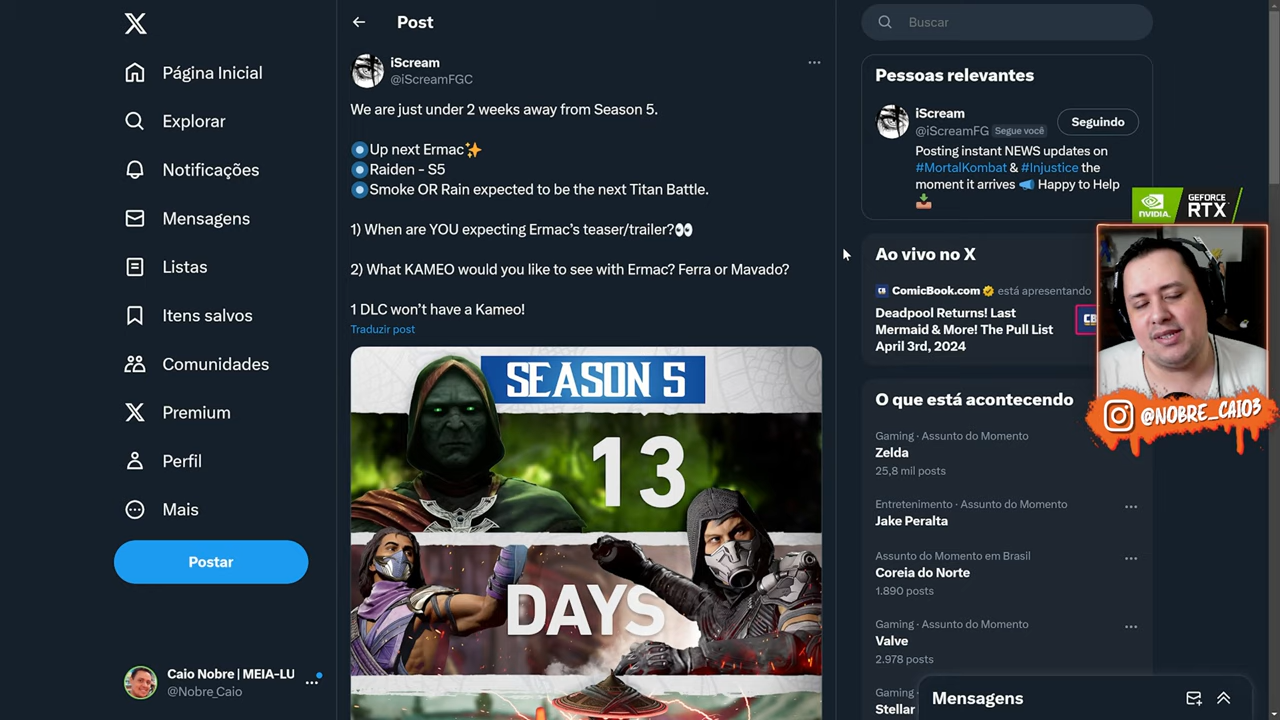 Página Inicial
Explorar
Notificações
Mensagens
Listas
Itens salvos
Comunidades
Premium
Perfil
Mais
Postar
Caio Nobre | MEIA-LU
@Nobre_Caio
Post
iScream
@iScreamFGC
We are just under 2 weeks away from Season 5.
Up next Ermac✨
Raiden - S5
Smoke OR Rain expected to be the next Titan Battle.
1) When are YOU expecting Ermac's teaser/trailer?👀
2) What KAMEO would you like to see with Ermac? Ferra or Mavado?
1 DLC won't have a Kameo!
Traduzir post
SEASON 5
13
DAYS
Buscar
Pessoas relevantes
iScream
@iScreamFG Segue você
Seguindo
Posting instant NEWS updates on
#MortalKombat & #Injustice the
moment it arrives 📣 Happy to Help
📥
NVIDIA. GEFORCE RTX
Ao vivo no X
CB ComicBook.com está apresentando
Deadpool Returns! Last
Mermaid & More! The Pull List
April 3rd, 2024
CB
@NOBRE_CAIO3
O que está acontecendo
Gaming · Assunto do Momento
Zelda
25,8 mil posts
Entretenimento · Assunto do Momento
Jake Peralta
Assunto do Momento em Brasil
Coreia do Norte
1.890 posts
Gaming · Assunto do Momento
Valve
2.978 posts
Gaming
Stellar
Mensagens